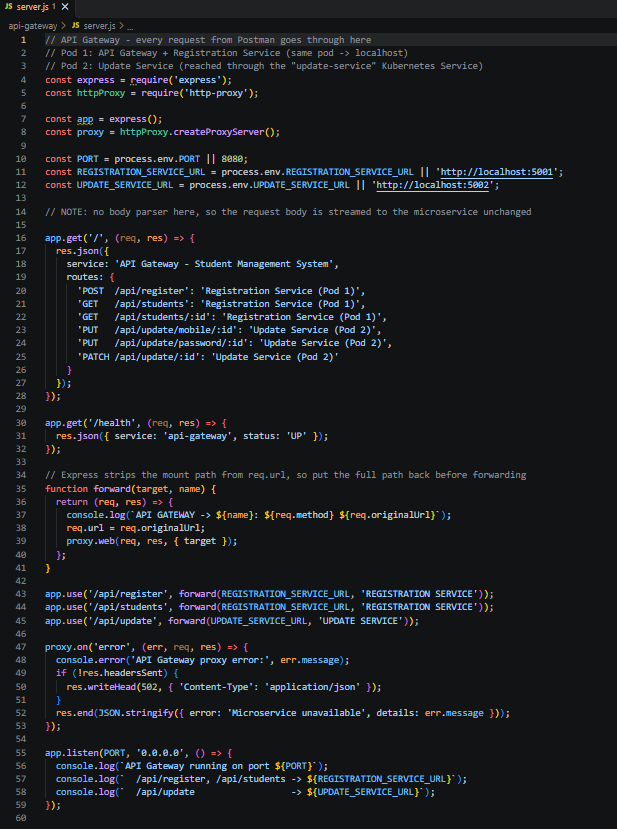 JS server.js 1 X
api-gateway > JS server.js > ...
1 // API Gateway - every request from Postman goes through here
2 // Pod 1: API Gateway + Registration Service (same pod -> localhost)
3 // Pod 2: Update Service (reached through the "update-service" Kubernetes Service)
4 const express = require('express');
5 const httpProxy = require('http-proxy');
6
7 const app = express();
8 const proxy = httpProxy.createProxyServer();
9
10 const PORT = process.env.PORT || 8080;
11 const REGISTRATION_SERVICE_URL = process.env.REGISTRATION_SERVICE_URL || 'http://localhost:5001';
12 const UPDATE_SERVICE_URL = process.env.UPDATE_SERVICE_URL || 'http://localhost:5002';
13
14 // NOTE: no body parser here, so the request body is streamed to the microservice unchanged
15
16 app.get('/', (req, res) => {
17   res.json({
18     service: 'API Gateway - Student Management System',
19     routes: {
20       'POST  /api/register': 'Registration Service (Pod 1)',
21       'GET   /api/students': 'Registration Service (Pod 1)',
22       'GET   /api/students/:id': 'Registration Service (Pod 1)',
23       'PUT   /api/update/mobile/:id': 'Update Service (Pod 2)',
24       'PUT   /api/update/password/:id': 'Update Service (Pod 2)',
25       'PATCH /api/update/:id': 'Update Service (Pod 2)'
26     }
27   });
28 });
29
30 app.get('/health', (req, res) => {
31   res.json({ service: 'api-gateway', status: 'UP' });
32 });
33
34 // Express strips the mount path from req.url, so put the full path back before forwarding
35 function forward(target, name) {
36   return (req, res) => {
37     console.log(`API GATEWAY -> ${name}: ${req.method} ${req.originalUrl}`);
38     req.url = req.originalUrl;
39     proxy.web(req, res, { target });
40   };
41 }
42
43 app.use('/api/register', forward(REGISTRATION_SERVICE_URL, 'REGISTRATION SERVICE'));
44 app.use('/api/students', forward(REGISTRATION_SERVICE_URL, 'REGISTRATION SERVICE'));
45 app.use('/api/update', forward(UPDATE_SERVICE_URL, 'UPDATE SERVICE'));
46
47 proxy.on('error', (err, req, res) => {
48   console.error('API Gateway proxy error:', err.message);
49   if (!res.headersSent) {
50     res.writeHead(502, { 'Content-Type': 'application/json' });
51   }
52   res.end(JSON.stringify({ error: 'Microservice unavailable', details: err.message }));
53 });
54
55 app.listen(PORT, '0.0.0.0', () => {
56   console.log(`API Gateway running on port ${PORT}`);
57   console.log(`  /api/register, /api/students -> ${REGISTRATION_SERVICE_URL}`);
58   console.log(`  /api/update                  -> ${UPDATE_SERVICE_URL}`);
59 });
60